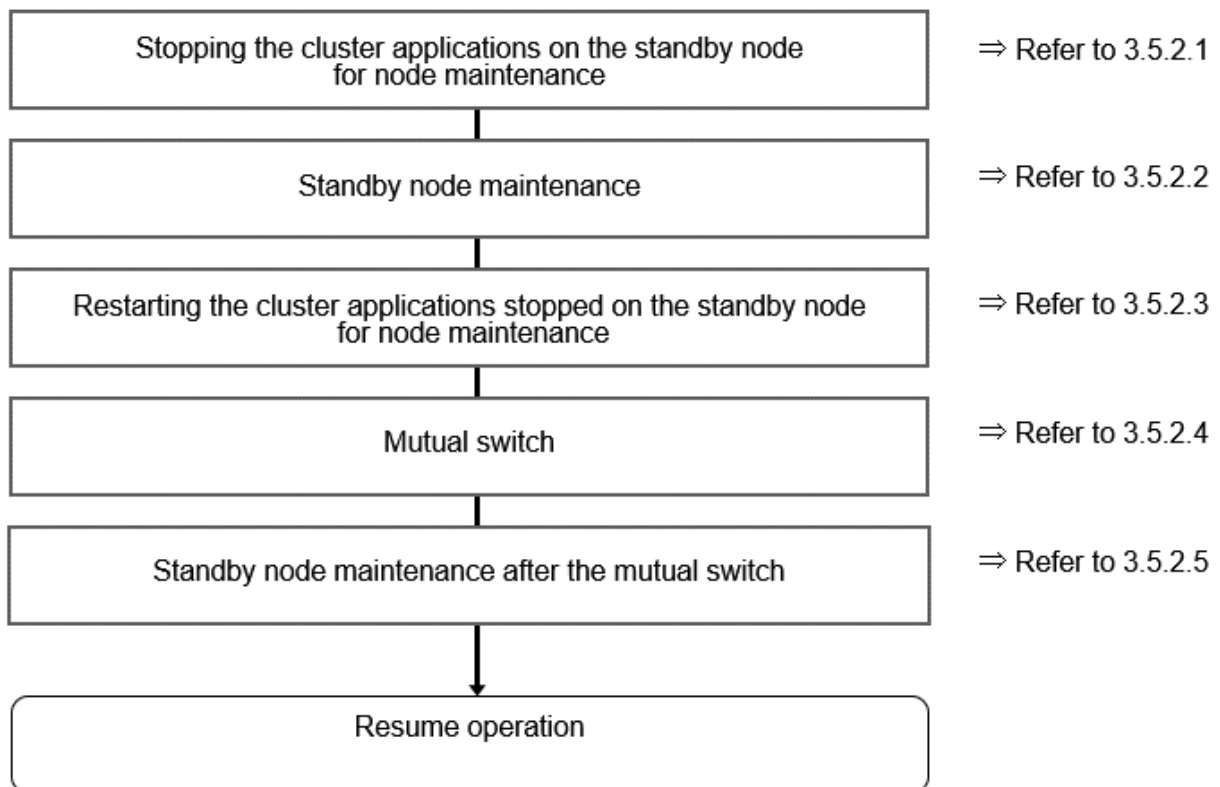 Stopping the cluster applications on the standby node
for node maintenance
⇒ Refer to 3.5.2.1
Standby node maintenance
⇒ Refer to 3.5.2.2
Restarting the cluster applications stopped on the standby node
for node maintenance
⇒ Refer to 3.5.2.3
Mutual switch
⇒ Refer to 3.5.2.4
Standby node maintenance after the mutual switch
⇒ Refer to 3.5.2.5
Resume operation